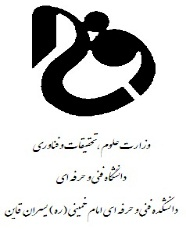 وزارت علوم، تحقیقات و فناوری
دانشگاه فنی و حرفه ای
دانشکده فنی و حرفه ای امام خمینی (ره) پسران قاین